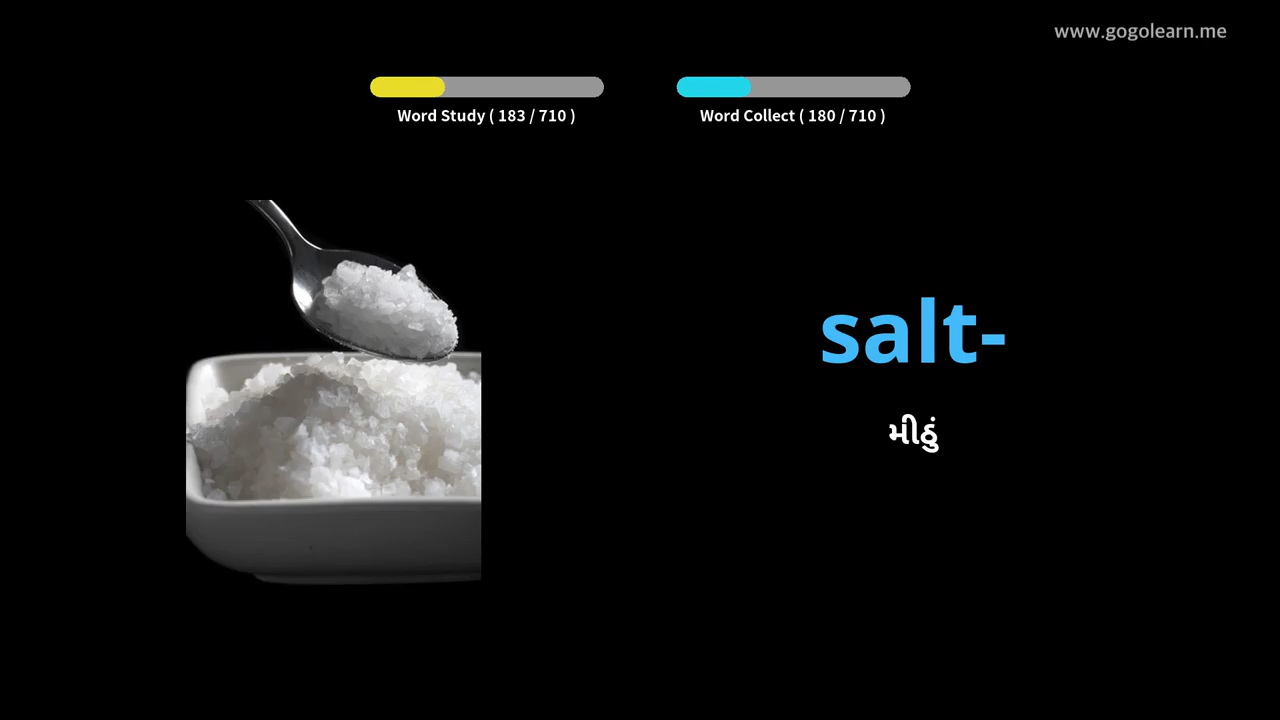 www.gogolearn.me
Word Study ( 183 / 710 )
Word Collect ( 180 / 710 )
salt-
મીઠું